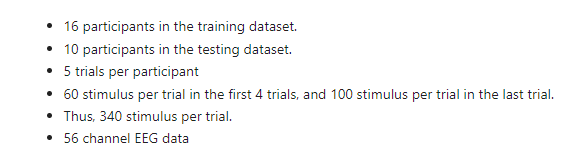 • 16 participants in the training dataset.
• 10 participants in the testing dataset.
• 5 trials per participant
• 60 stimulus per trial in the first 4 trials, and 100 stimulus per trial in the last trial.
• Thus, 340 stimulus per trial.
• 56 channel EEG data